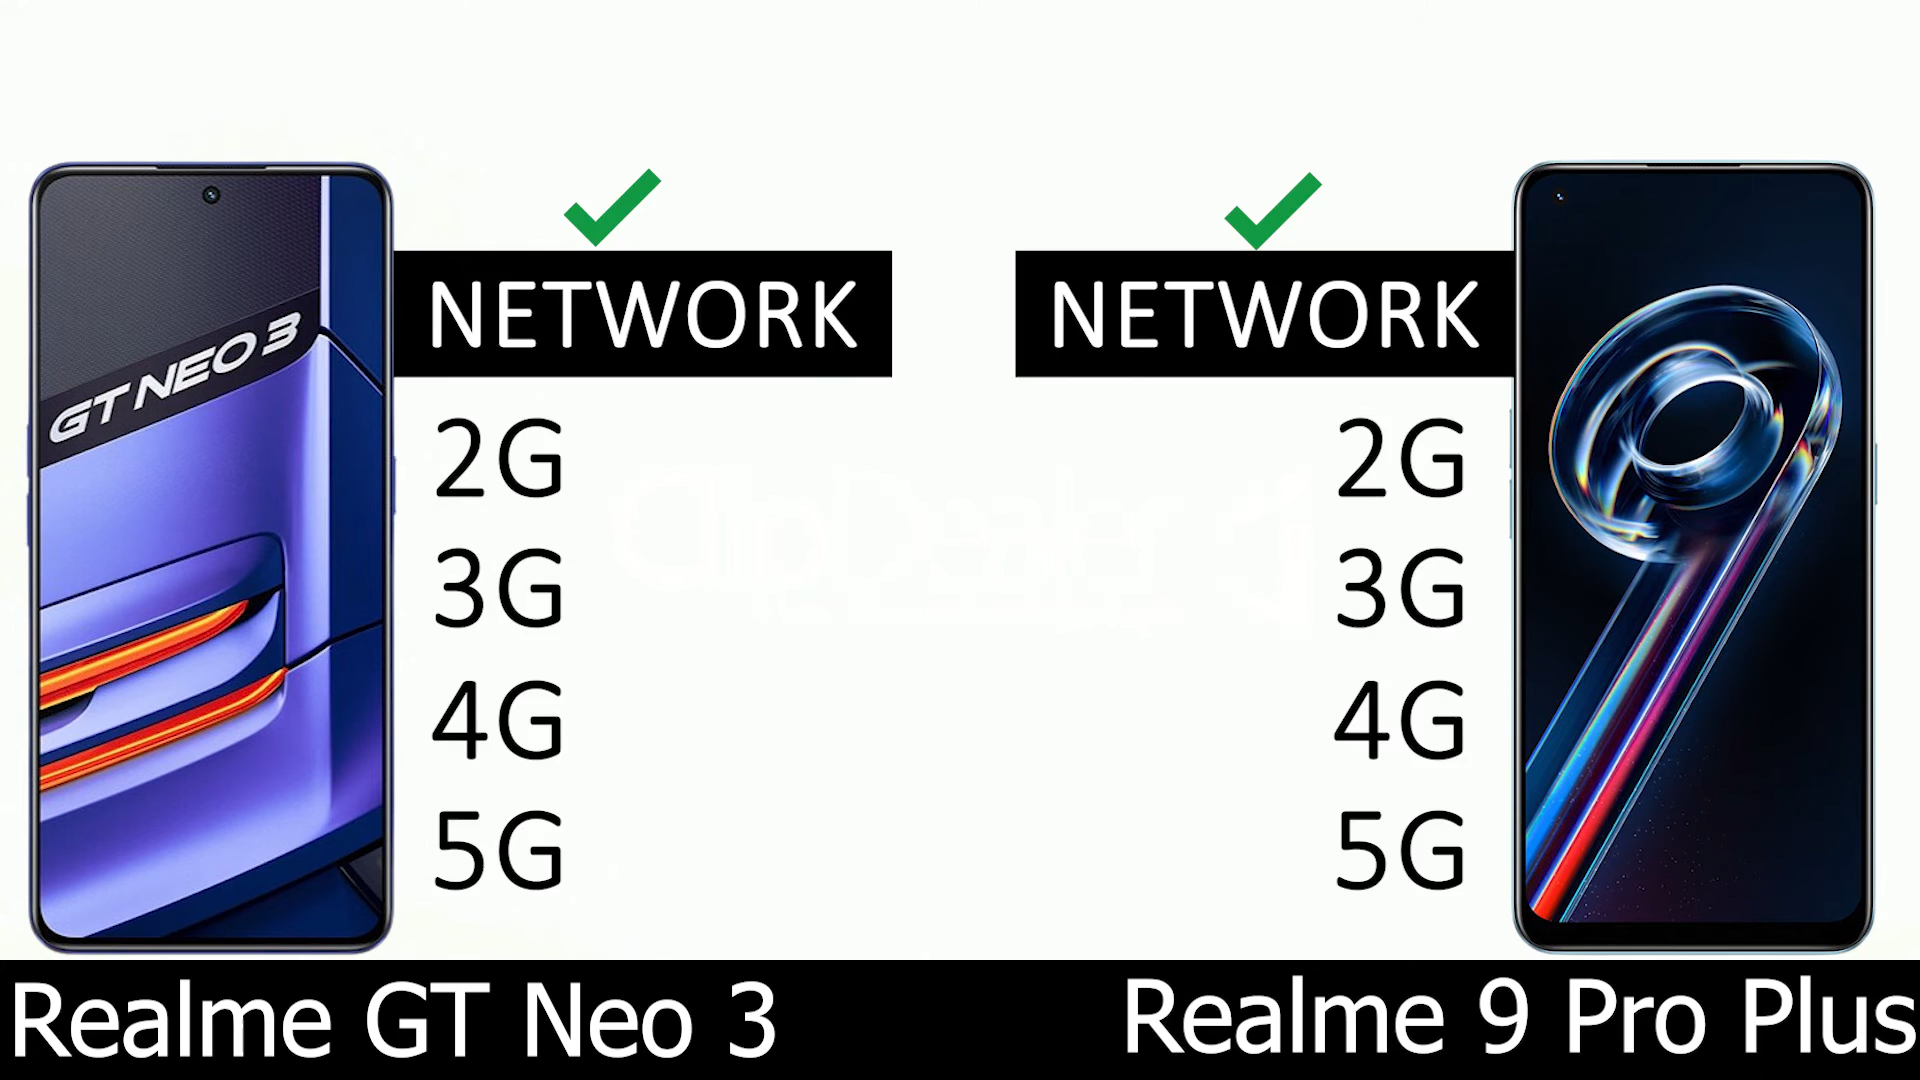 GT NEO 3
NETWORK
2G
3G
4G
5G
NETWORK
2G
3G
4G
5G
ClipDealer
Realme GT Neo 3
Realme 9 Pro Plus